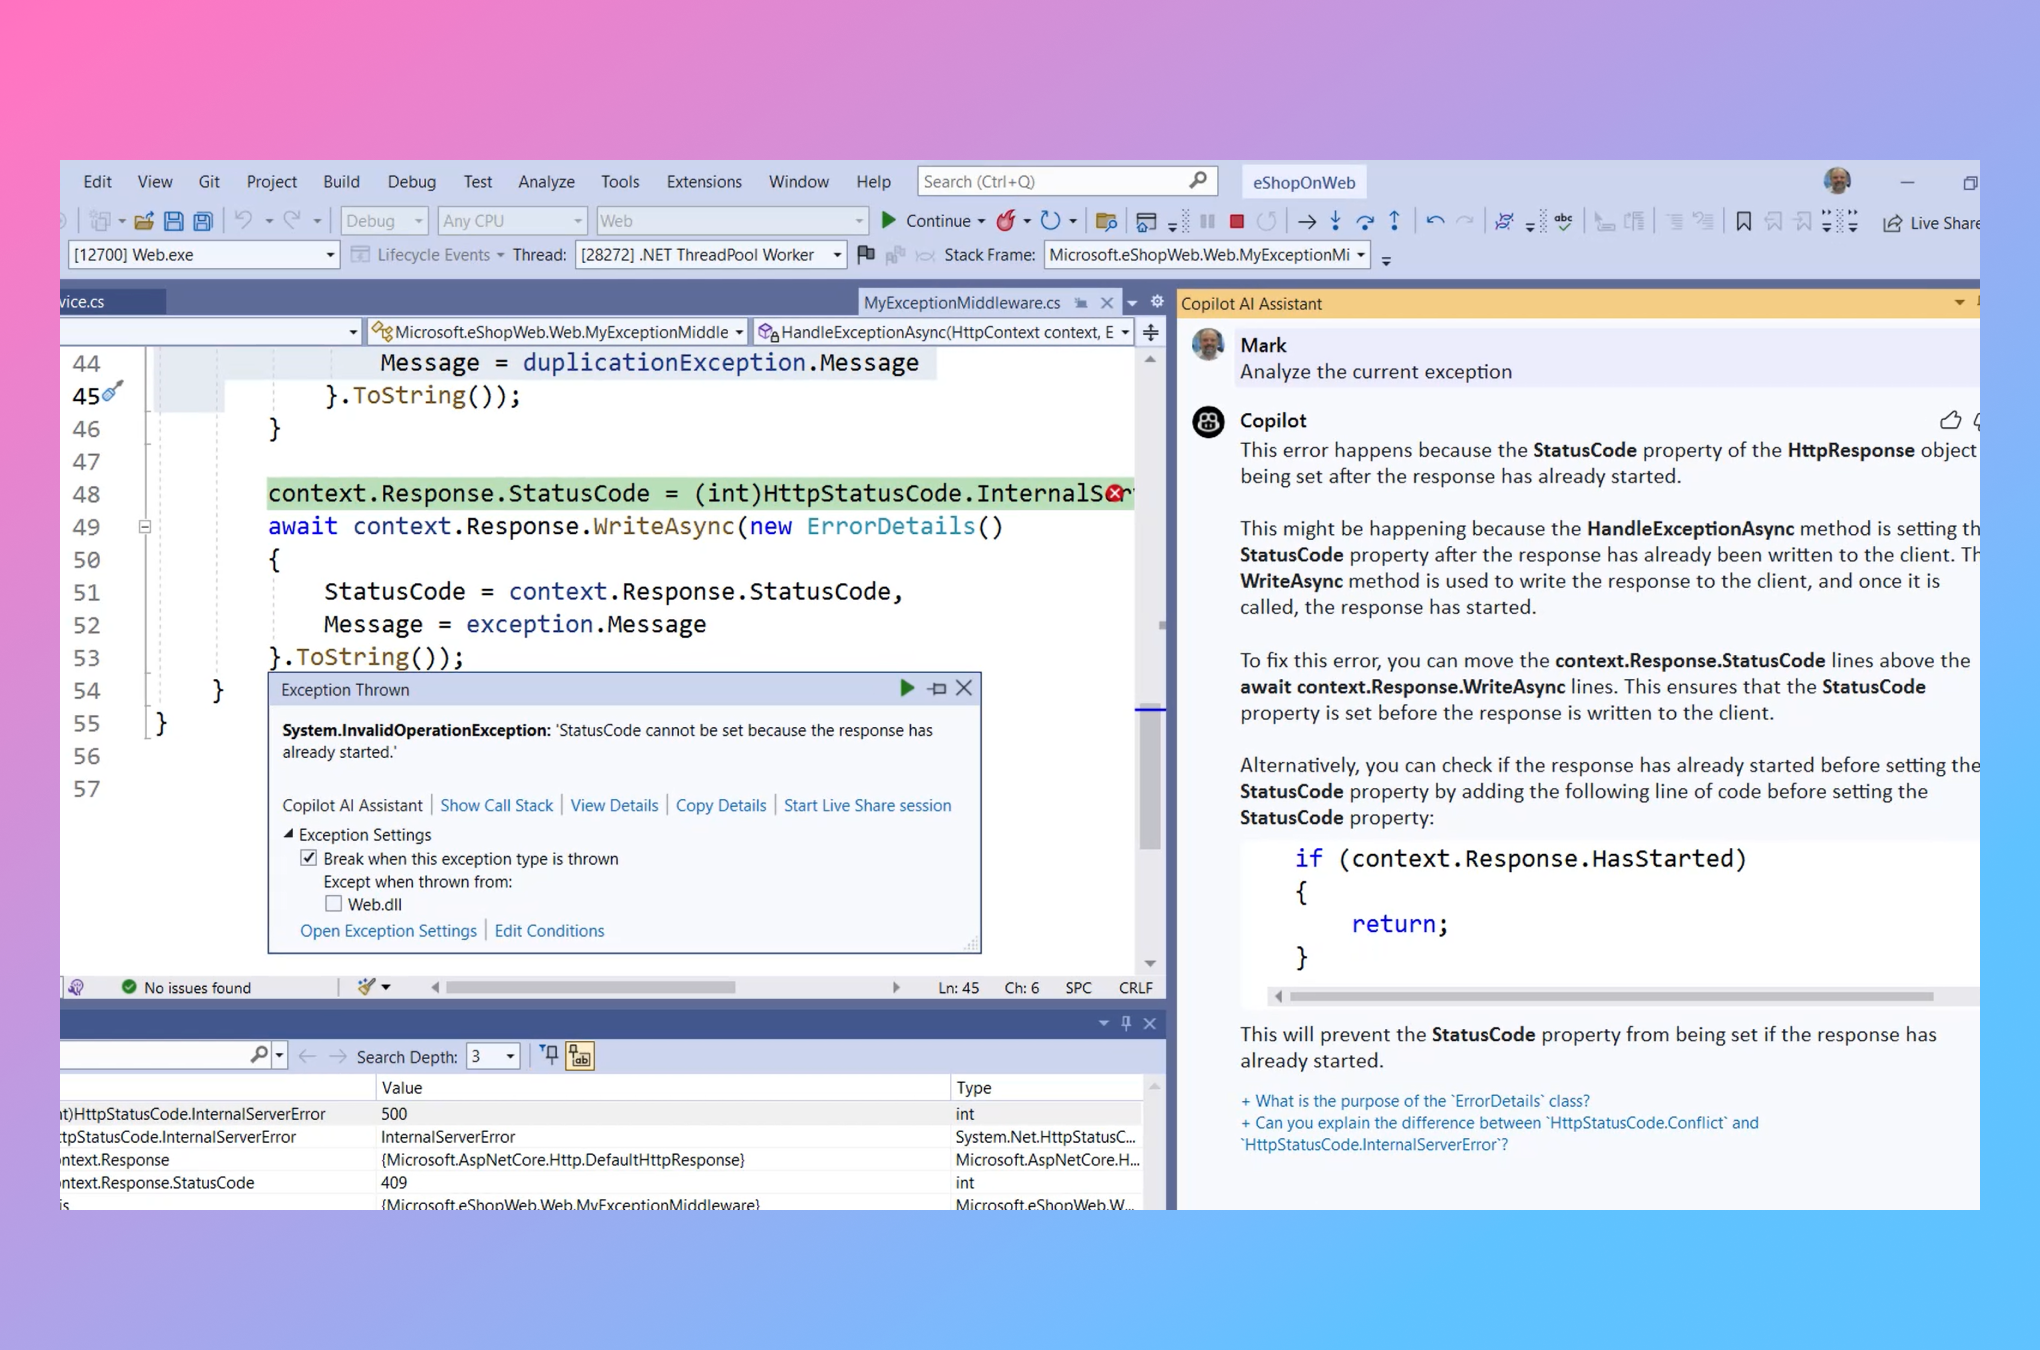 Edit View Git Project Build Debug Test Analyze Tools Extensions Window Help Search (Ctrl+Q) eShopOnWeb
Debug Any CPU Web Continue abc Live Share
[12700] Web.exe Lifecycle Events Thread: [28272] .NET ThreadPool Worker Stack Frame: Microsoft.eShopWeb.Web.MyExceptionMi
vice.cs MyExceptionMiddleware.cs
Microsoft.eShopWeb.Web.MyExceptionMiddle HandleExceptionAsync(HttpContext context, E
44 Message = duplicationException.Message
45 }.ToString());
46 }
47
48 context.Response.StatusCode = (int)HttpStatusCode.InternalSer
49 await context.Response.WriteAsync(new ErrorDetails()
50 {
51 StatusCode = context.Response.StatusCode,
52 Message = exception.Message
53 }.ToString());
54 }
55 }
56
57
Exception Thrown
System.InvalidOperationException: 'StatusCode cannot be set because the response has
already started.'
Copilot AI Assistant | Show Call Stack | View Details | Copy Details | Start Live Share session
Exception Settings
Break when this exception type is thrown
Except when thrown from:
Web.dll
Open Exception Settings | Edit Conditions
No issues found Ln: 45 Ch: 6 SPC CRLF
Search Depth: 3
Value Type
nt)HttpStatusCode.InternalServerError 500 int
tpStatusCode.InternalServerError InternalServerError System.Net.HttpStatusC...
ontext.Response {Microsoft.AspNetCore.Http.DefaultHttpResponse} Microsoft.AspNetCore.H...
ontext.Response.StatusCode 409 int
is {Microsoft.eShopWeb.Web.MyExceptionMiddleware} Microsoft.eShopWeb.W...
Copilot AI Assistant
Mark
Analyze the current exception
Copilot
This error happens because the StatusCode property of the HttpResponse object
being set after the response has already started.
This might be happening because the HandleExceptionAsync method is setting th
StatusCode property after the response has already been written to the client. Th
WriteAsync method is used to write the response to the client, and once it is
called, the response has started.
To fix this error, you can move the context.Response.StatusCode lines above the
await context.Response.WriteAsync lines. This ensures that the StatusCode
property is set before the response is written to the client.
Alternatively, you can check if the response has already started before setting the
StatusCode property by adding the following line of code before setting the
StatusCode property:
if (context.Response.HasStarted)
{
return;
}
This will prevent the StatusCode property from being set if the response has
already started.
+ What is the purpose of the `ErrorDetails` class?
+ Can you explain the difference between `HttpStatusCode.Conflict` and
`HttpStatusCode.InternalServerError`?